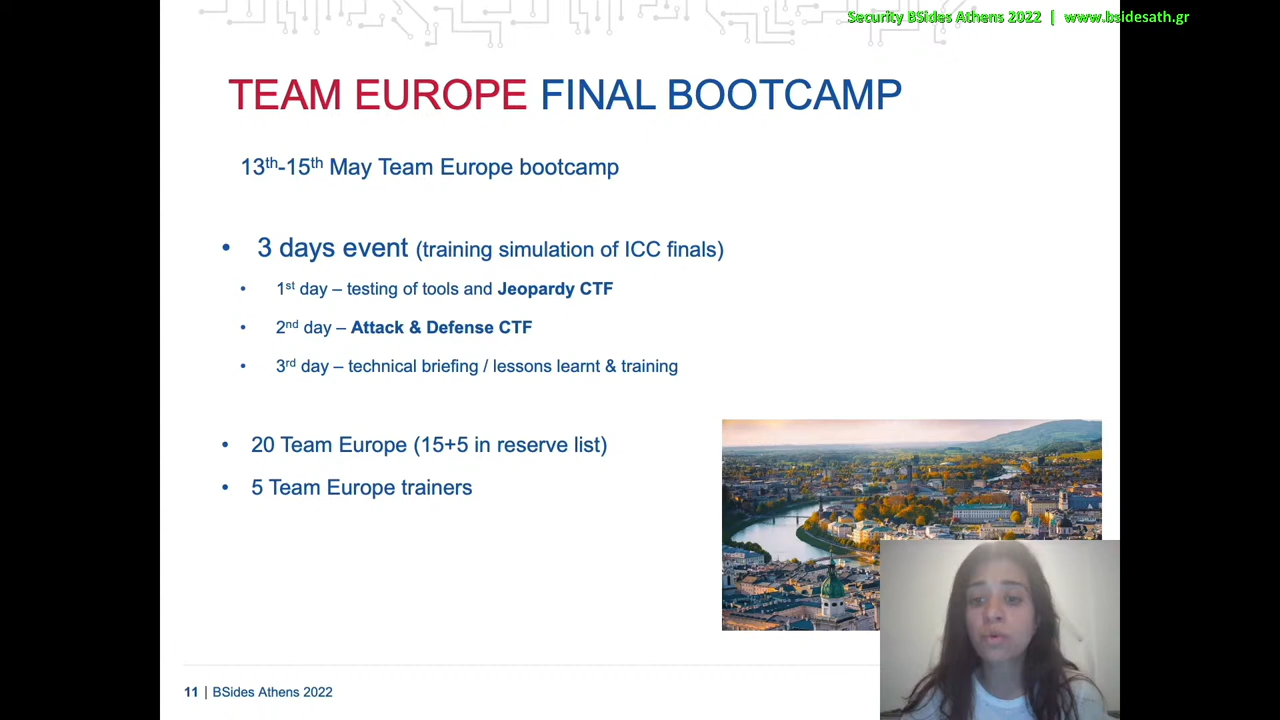 Security BSides Athens 2022 | www.bsidesath.gr
TEAM EUROPE FINAL BOOTCAMP
13th-15th May Team Europe bootcamp
• 3 days event (training simulation of ICC finals)
• 1st day – testing of tools and Jeopardy CTF
• 2nd day – Attack & Defense CTF
• 3rd day – technical briefing / lessons learnt & training
• 20 Team Europe (15+5 in reserve list)
• 5 Team Europe trainers
11 | BSides Athens 2022